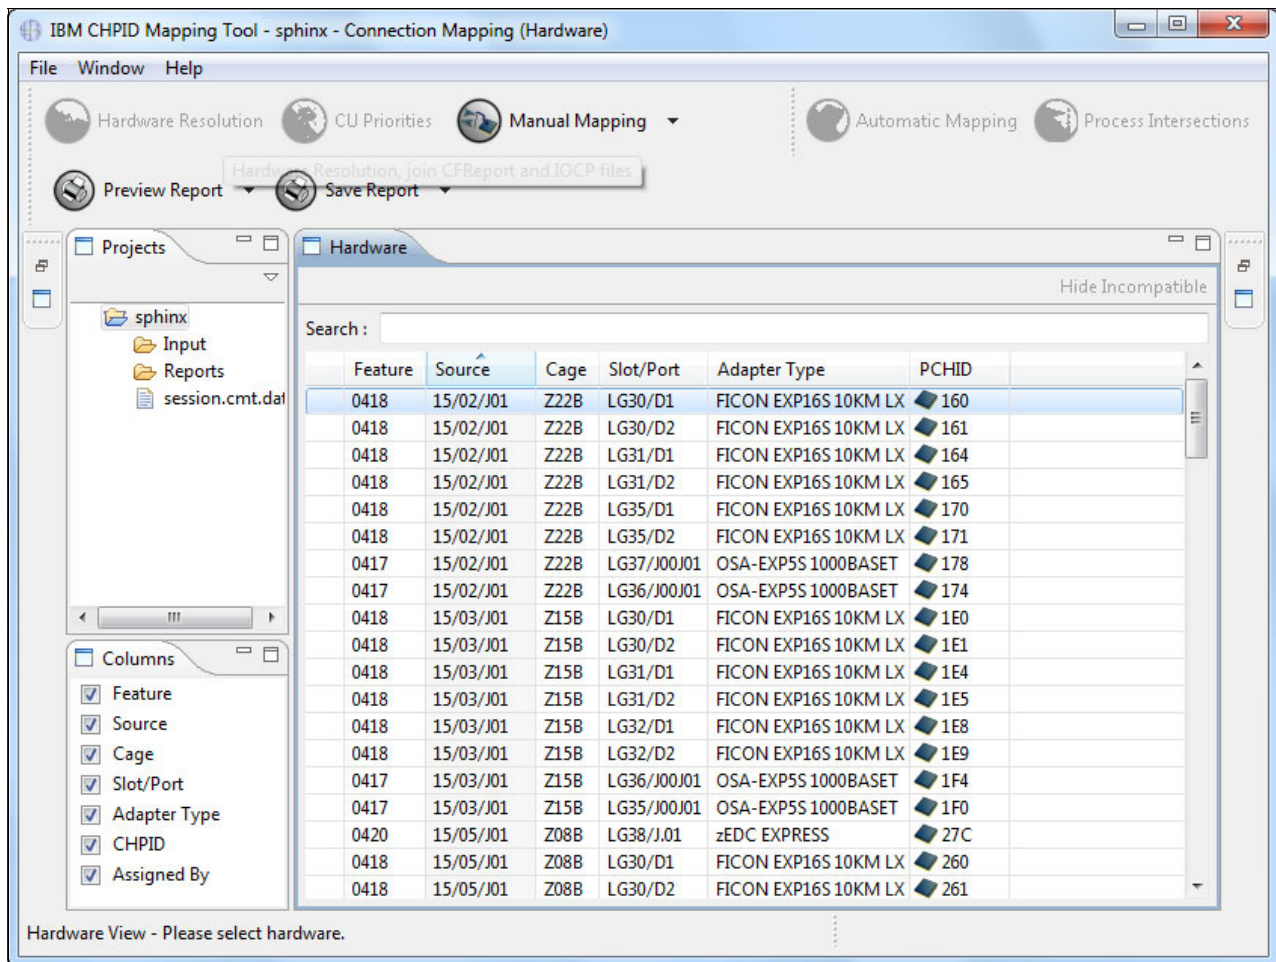 IBM CHPID Mapping Tool - sphinx - Connection Mapping (Hardware)
File Window Help
Hardware Resolution CU Priorities Manual Mapping Automatic Mapping Process Intersections
Hardware Resolution, join CFReport and IOCP files
Preview Report Save Report
Projects
sphinx
Input
Reports
session.cmt.dat
Columns
Feature
Source
Cage
Slot/Port
Adapter Type
CHPID
Assigned By
Hardware
Hide Incompatible
Search :
Feature Source Cage Slot/Port Adapter Type PCHID
0418 15/02/J01 Z22B LG30/D1 FICON EXP16S 10KM LX 160
0418 15/02/J01 Z22B LG30/D2 FICON EXP16S 10KM LX 161
0418 15/02/J01 Z22B LG31/D1 FICON EXP16S 10KM LX 164
0418 15/02/J01 Z22B LG31/D2 FICON EXP16S 10KM LX 165
0418 15/02/J01 Z22B LG35/D1 FICON EXP16S 10KM LX 170
0418 15/02/J01 Z22B LG35/D2 FICON EXP16S 10KM LX 171
0417 15/02/J01 Z22B LG37/J00J01 OSA-EXP5S 1000BASET 178
0417 15/02/J01 Z22B LG36/J00J01 OSA-EXP5S 1000BASET 174
0418 15/03/J01 Z15B LG30/D1 FICON EXP16S 10KM LX 1E0
0418 15/03/J01 Z15B LG30/D2 FICON EXP16S 10KM LX 1E1
0418 15/03/J01 Z15B LG31/D1 FICON EXP16S 10KM LX 1E4
0418 15/03/J01 Z15B LG31/D2 FICON EXP16S 10KM LX 1E5
0418 15/03/J01 Z15B LG32/D1 FICON EXP16S 10KM LX 1E8
0418 15/03/J01 Z15B LG32/D2 FICON EXP16S 10KM LX 1E9
0417 15/03/J01 Z15B LG36/J00J01 OSA-EXP5S 1000BASET 1F4
0417 15/03/J01 Z15B LG35/J00J01 OSA-EXP5S 1000BASET 1F0
0420 15/05/J01 Z08B LG38/J.01 zEDC EXPRESS 27C
0418 15/05/J01 Z08B LG30/D1 FICON EXP16S 10KM LX 260
0418 15/05/J01 Z08B LG30/D2 FICON EXP16S 10KM LX 261
Hardware View - Please select hardware.